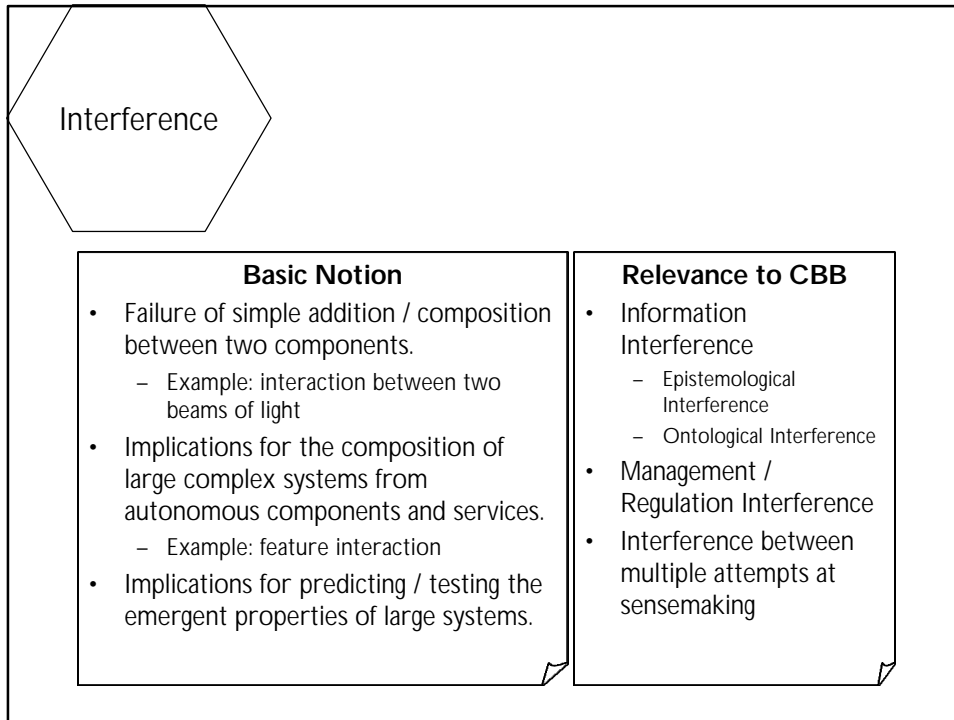 Interference
Basic Notion
• Failure of simple addition / composition
between two components.
– Example: interaction between two
beams of light
• Implications for the composition of
large complex systems from
autonomous components and services.
– Example: feature interaction
• Implications for predicting / testing the
emergent properties of large systems.
Relevance to CBB
• Information
Interference
– Epistemological
Interference
– Ontological Interference
• Management /
Regulation Interference
• Interference between
multiple attempts at
sensemaking